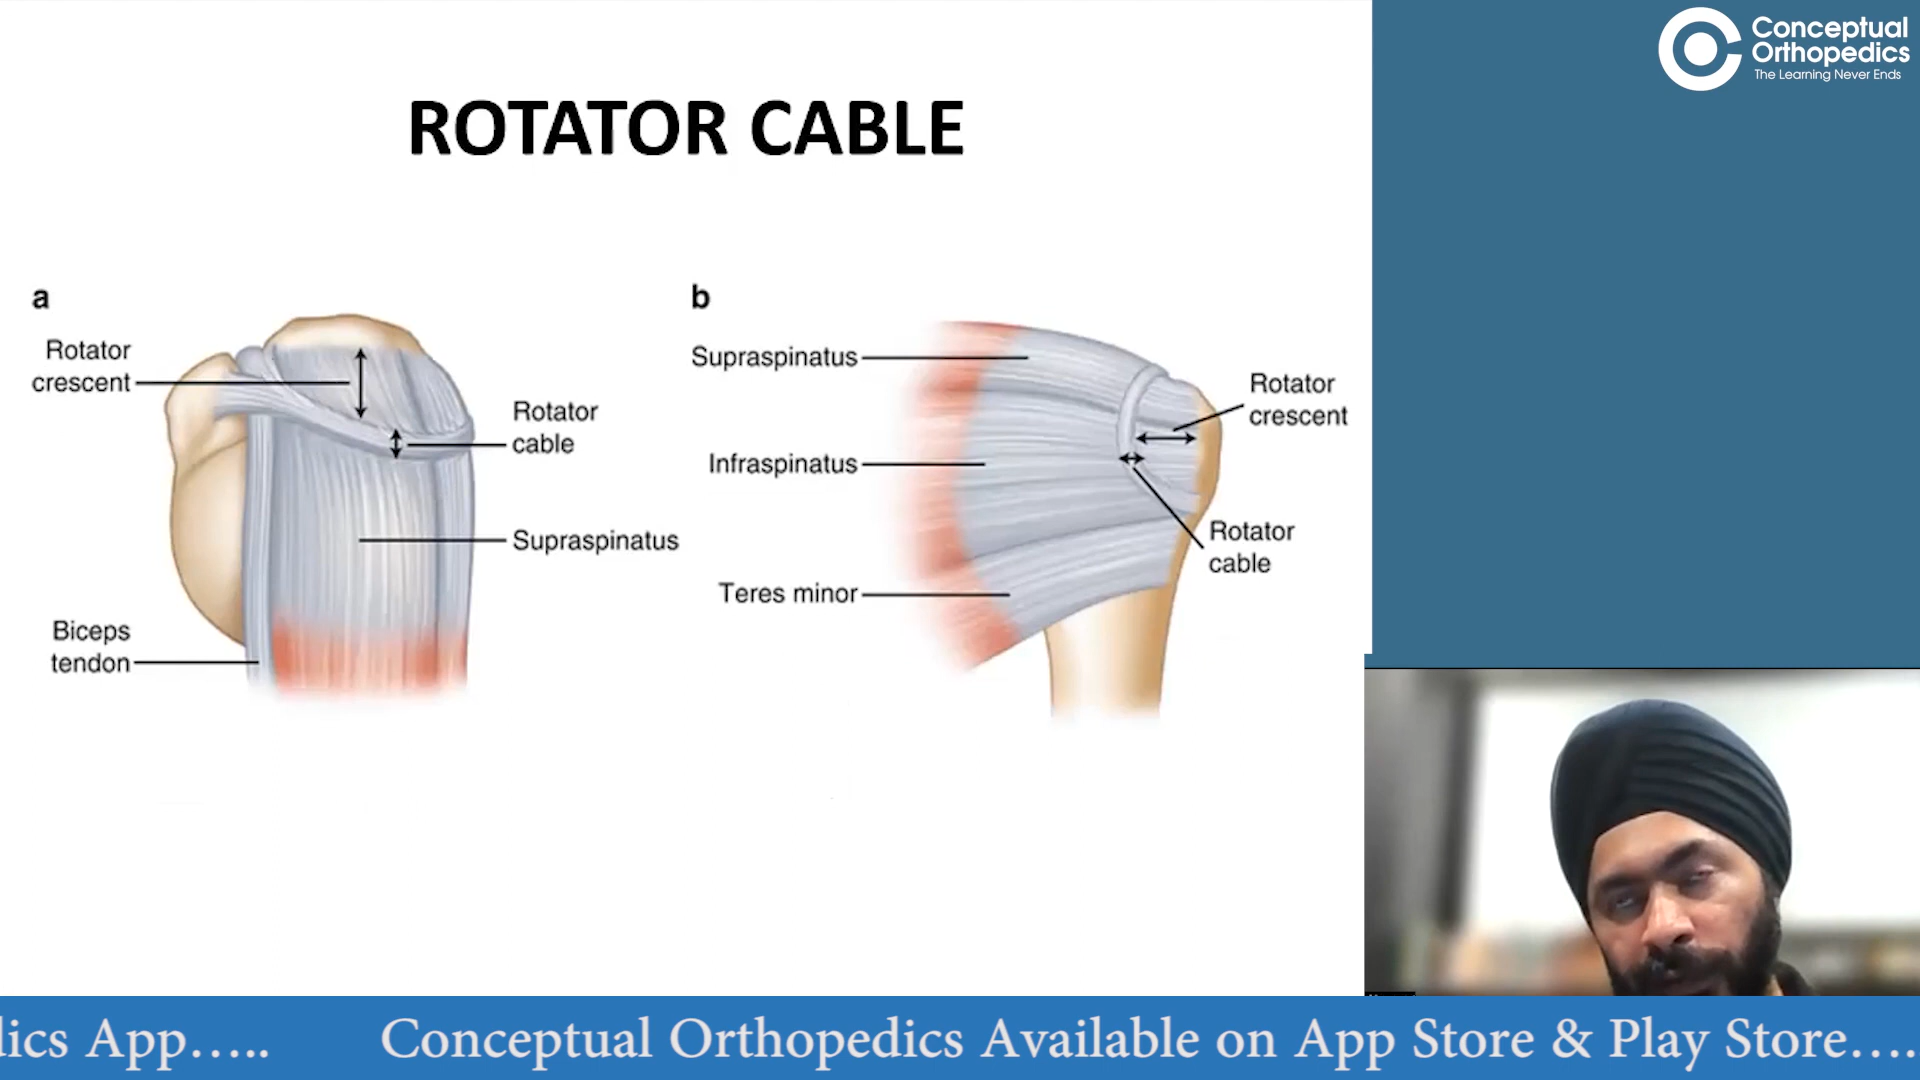 Conceptual
Orthopedics
The Learning Never Ends
ROTATOR CABLE
a
Rotator
crescent
Rotator
cable
Supraspinatus
Biceps
tendon
b
Supraspinatus
Infraspinatus
Teres minor
Rotator
crescent
Rotator
cable
dics App..... Conceptual Orthopedics Available on App Store & Play Store.....